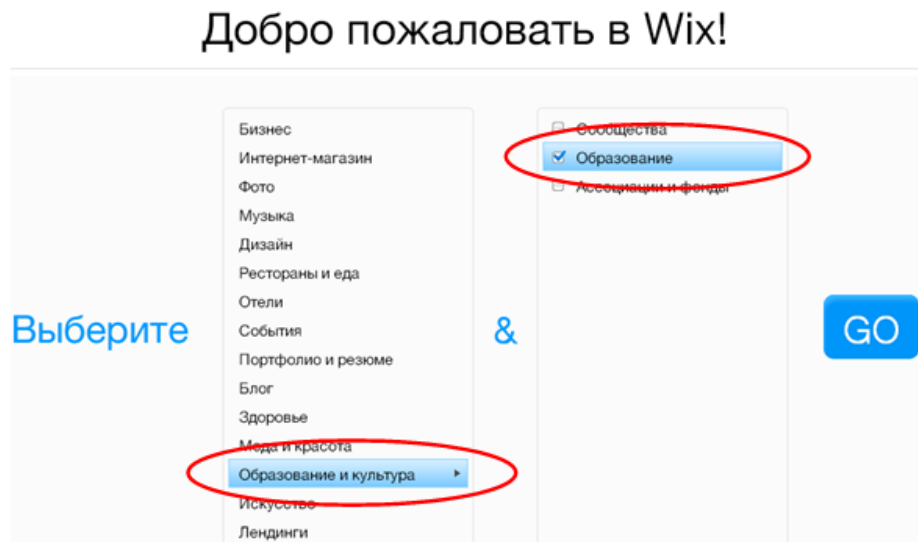 Добро пожаловать в Wix!
Бизнес
Интернет-магазин
Фото
Музыка
Дизайн
Рестораны и еда
Отели
События
Портфолио и резюме
Блог
Здоровье
Мода и красота
Образование и культура
Искусство
Лендинги
Выберите
&
Сообщества
Образование
Ассоциации и фонды
GO